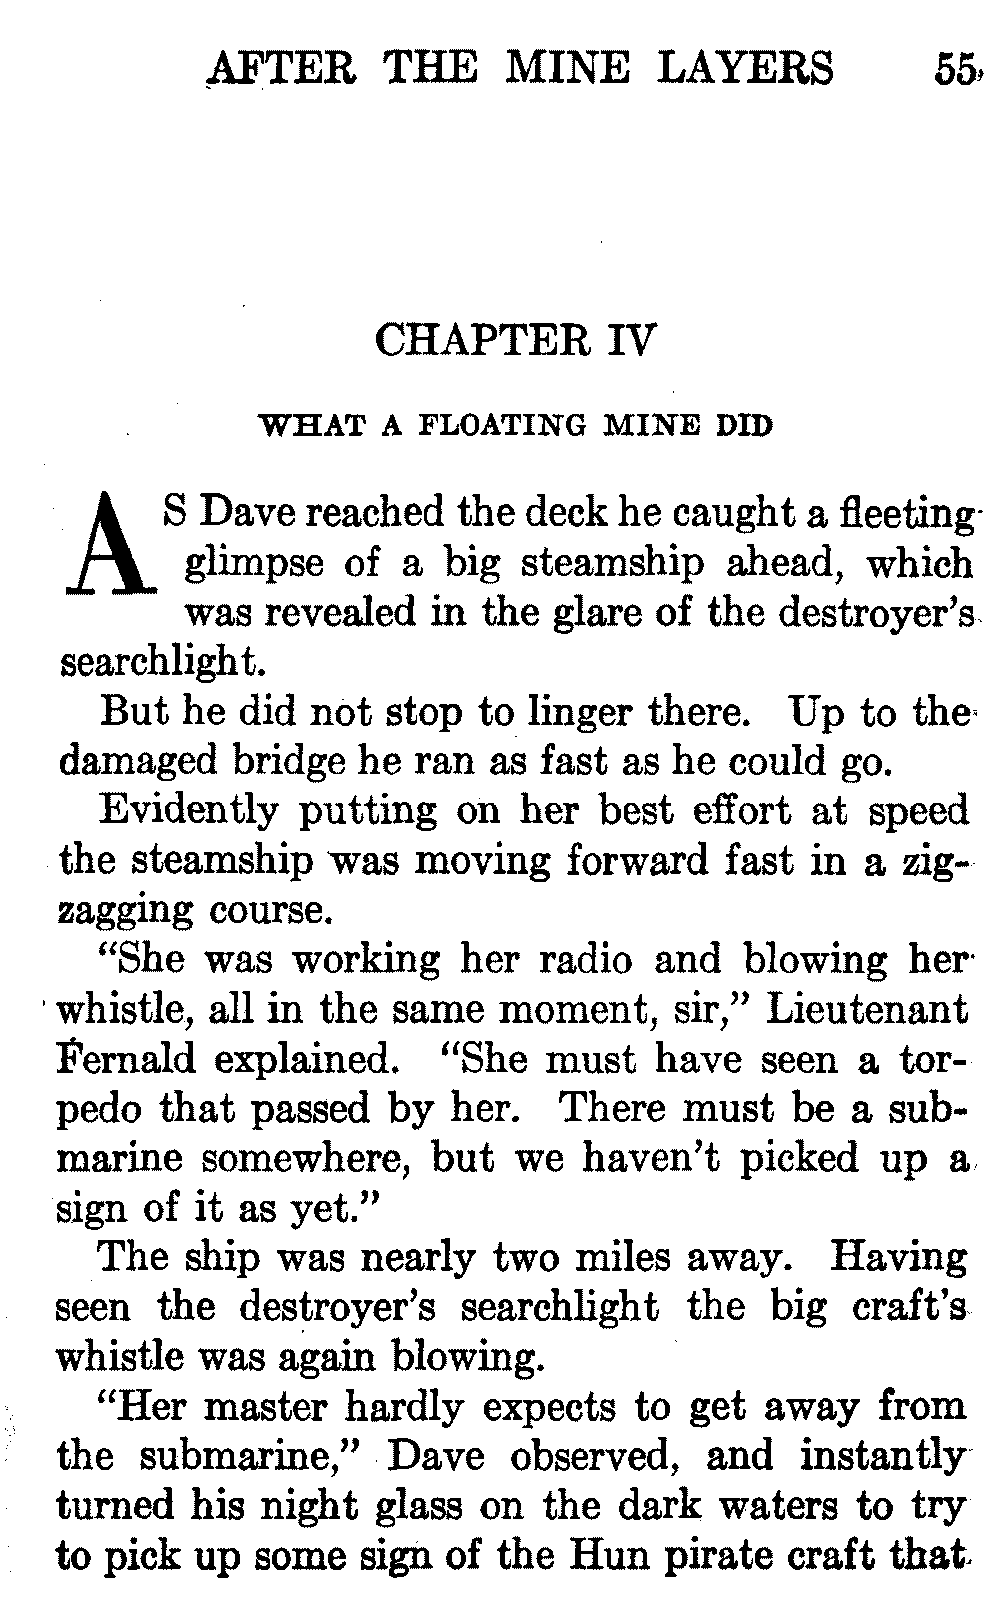 AFTER THE MINE LAYERS 55
CHAPTER IV
WHAT A FLOATING MINE DID
AS Dave reached the deck he caught a fleeting
glimpse of a big steamship ahead, which
was revealed in the glare of the destroyer's
searchlight.
But he did not stop to linger there. Up to the
damaged bridge he ran as fast as he could go.
Evidently putting on her best effort at speed
the steamship was moving forward fast in a zig-
zagging course.
“She was working her radio and blowing her
whistle, all in the same moment, sir,” Lieutenant
Fernald explained. “She must have seen a tor-
pedo that passed by her. There must be a sub-
marine somewhere, but we haven't picked up a
sign of it as yet.”
The ship was nearly two miles away. Having
seen the destroyer's searchlight the big craft's
whistle was again blowing.
“Her master hardly expects to get away from
the submarine,” Dave observed, and instantly
turned his night glass on the dark waters to try
to pick up some sign of the Hun pirate craft that